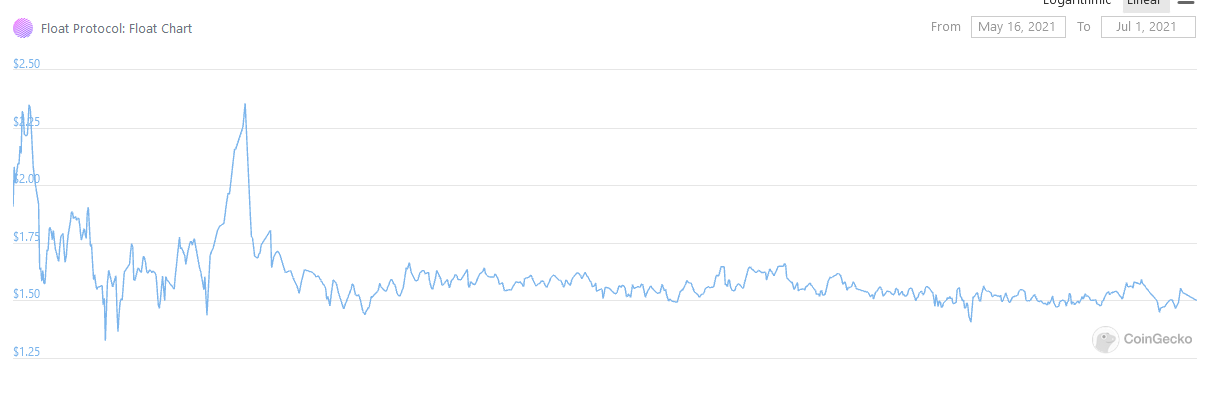 Logarithmic Linear
Float Protocol: Float Chart From May 16, 2021 To Jul 1, 2021
$2.50
$2.25
$2.00
$1.75
$1.50
CoinGecko
$1.25